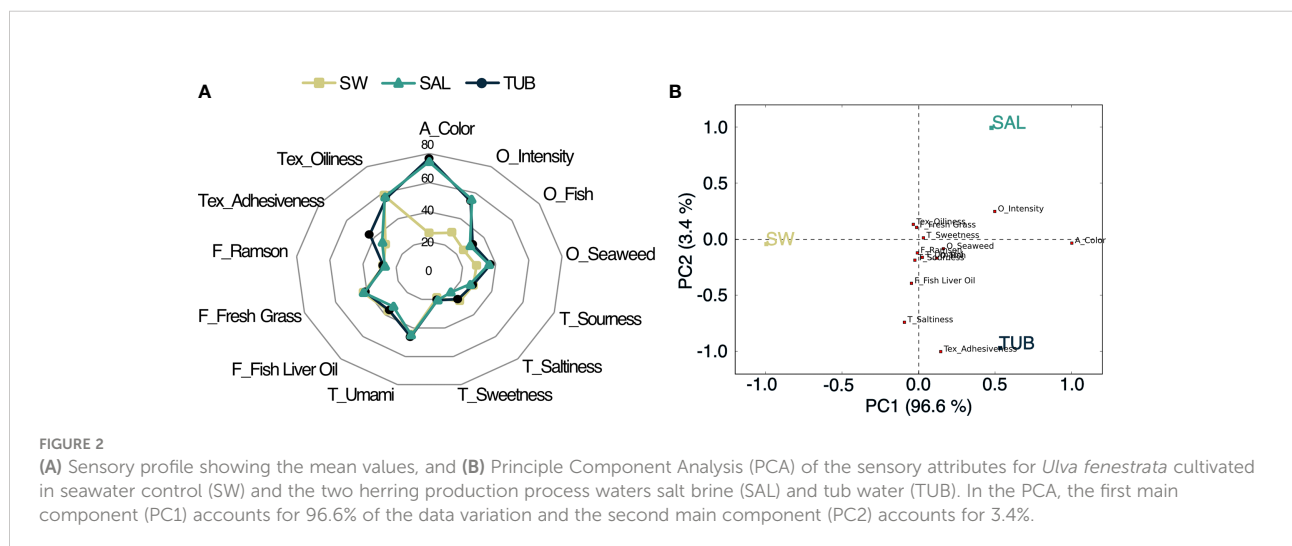 A
SW SAL TUB
A_Color
O_Intensity
O_Fish
O_Seaweed
T_Sourness
T_Saltiness
T_Sweetness
T_Umami
F_Fish Liver Oil
F_Fresh Grass
F_Ramson
Tex_Adhesiveness
Tex_Oiliness
80
60
40
20
0
B
PC2 (3.4 %)
1.0
0.5
0.0
-0.5
-1.0
SAL
O_Intensity
Tex_Oiliness
F_Fresh Grass
T_Sweetness
A_Color
SW
O_Seaweed
F_Ramson
T_Sourness
F_Fish Liver Oil
T_Saltiness
TUB
Tex_Adhesiveness
-1.0 -0.5 0.0 0.5 1.0
PC1 (96.6 %)
FIGURE 2
(A) Sensory profile showing the mean values, and (B) Principle Component Analysis (PCA) of the sensory attributes for Ulva fenestrata cultivated
in seawater control (SW) and the two herring production process waters salt brine (SAL) and tub water (TUB). In the PCA, the first main
component (PC1) accounts for 96.6% of the data variation and the second main component (PC2) accounts for 3.4%.